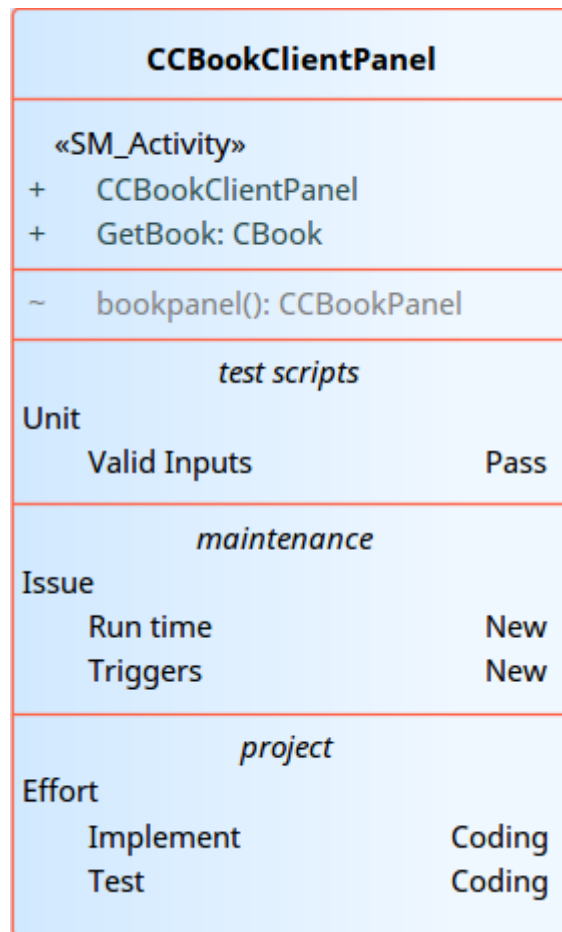 CCBookClientPanel
«SM_Activity»
+ CCBookClientPanel
+ GetBook: CBook
~ bookpanel(): CCBookPanel
test scripts
Unit
Valid Inputs Pass
maintenance
Issue
Run time New
Triggers New
project
Effort
Implement Coding
Test Coding